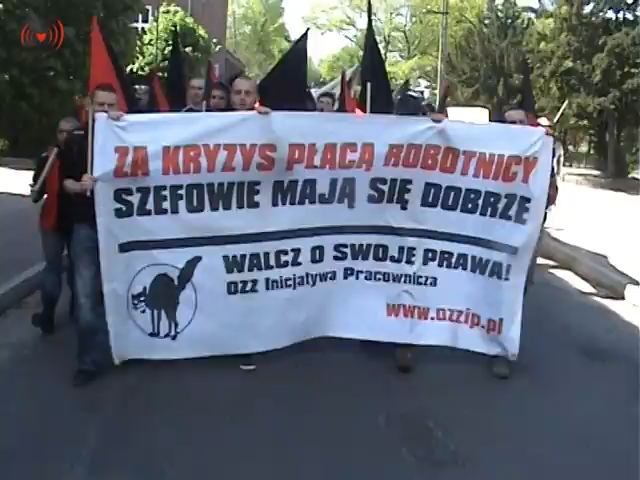 ZA KRYZYS PŁACĄ ROBOTNICY
SZEFOWIE MAJĄ SIĘ DOBRZE
WALCZ O SWOJE PRAWA!
OZZ Inicjatywa Pracownicza
www.ozzip.pl